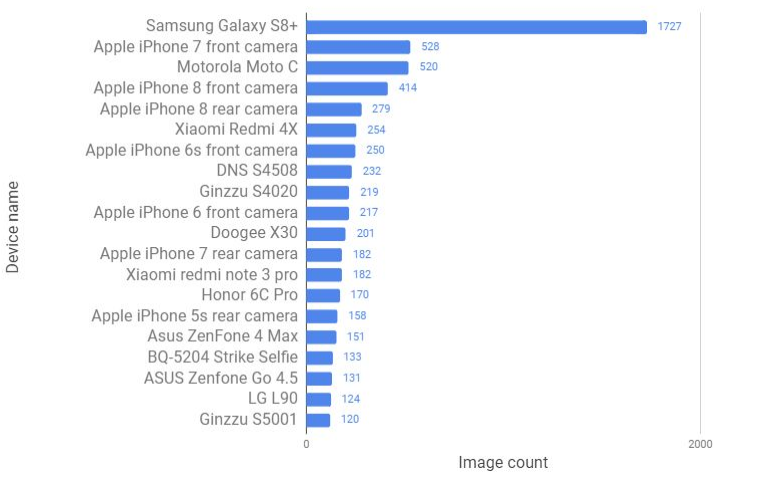 Device name
Samsung Galaxy S8+ 1727
Apple iPhone 7 front camera 528
Motorola Moto C 520
Apple iPhone 8 front camera 414
Apple iPhone 8 rear camera 279
Xiaomi Redmi 4X 254
Apple iPhone 6s front camera 250
DNS S4508 232
Ginzzu S4020 219
Apple iPhone 6 front camera 217
Doogee X30 201
Apple iPhone 7 rear camera 182
Xiaomi redmi note 3 pro 182
Honor 6C Pro 170
Apple iPhone 5s rear camera 158
Asus ZenFone 4 Max 151
BQ-5204 Strike Selfie 133
ASUS Zenfone Go 4.5 131
LG L90 124
Ginzzu S5001 120
0 2000
Image count